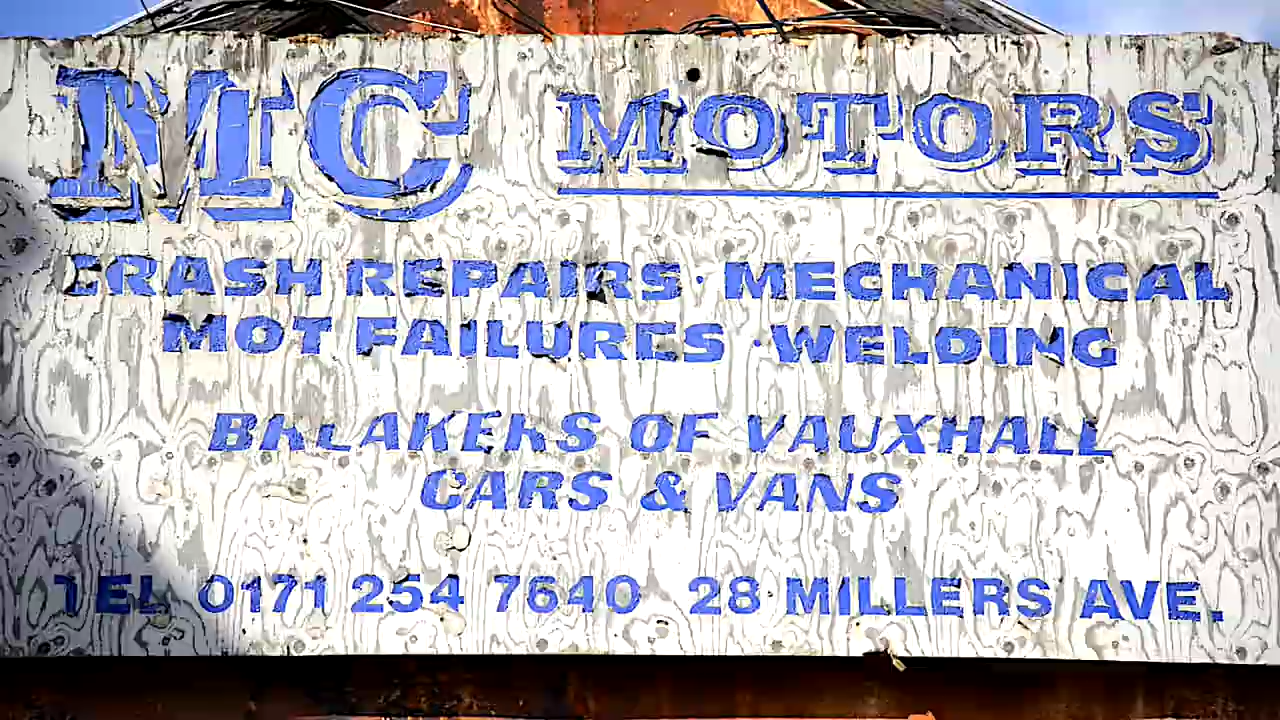 MC MOTORS
CRASH REPAIRS · MECHANICAL
MOT FAILURES · WELDING
BREAKERS OF VAUXHALL
CARS & VANS
TEL 0171 254 7640 28 MILLERS AVE.